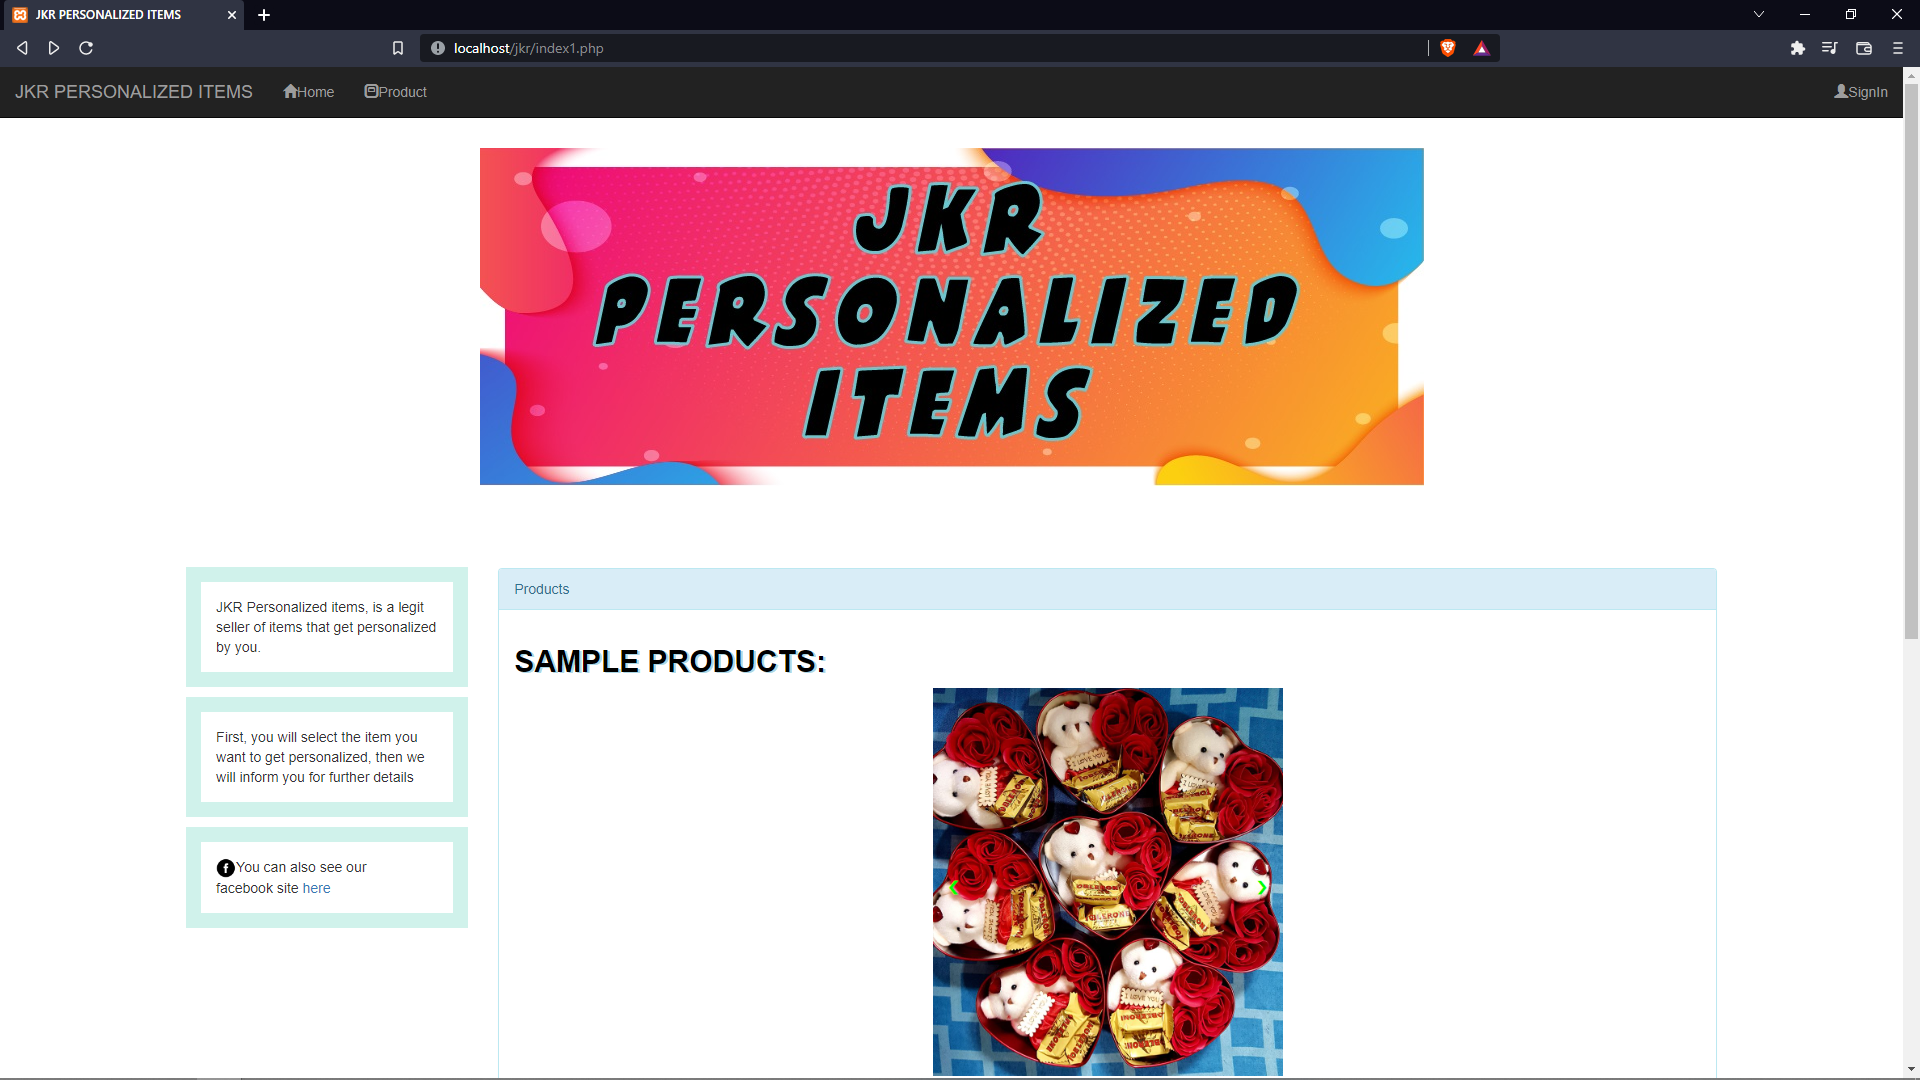 JKR PERSONALIZED ITEMS
localhost/jkr/index1.php
JKR PERSONALIZED ITEMS
Home
Product
SignIn
JKR
PERSONALIZED
ITEMS
JKR Personalized items, is a legit
seller of items that get personalized
by you.
First, you will select the item you
want to get personalized, then we
will inform you for further details
You can also see our
facebook site here
Products
SAMPLE PRODUCTS:
I LOVE YOU
TOBLERONE